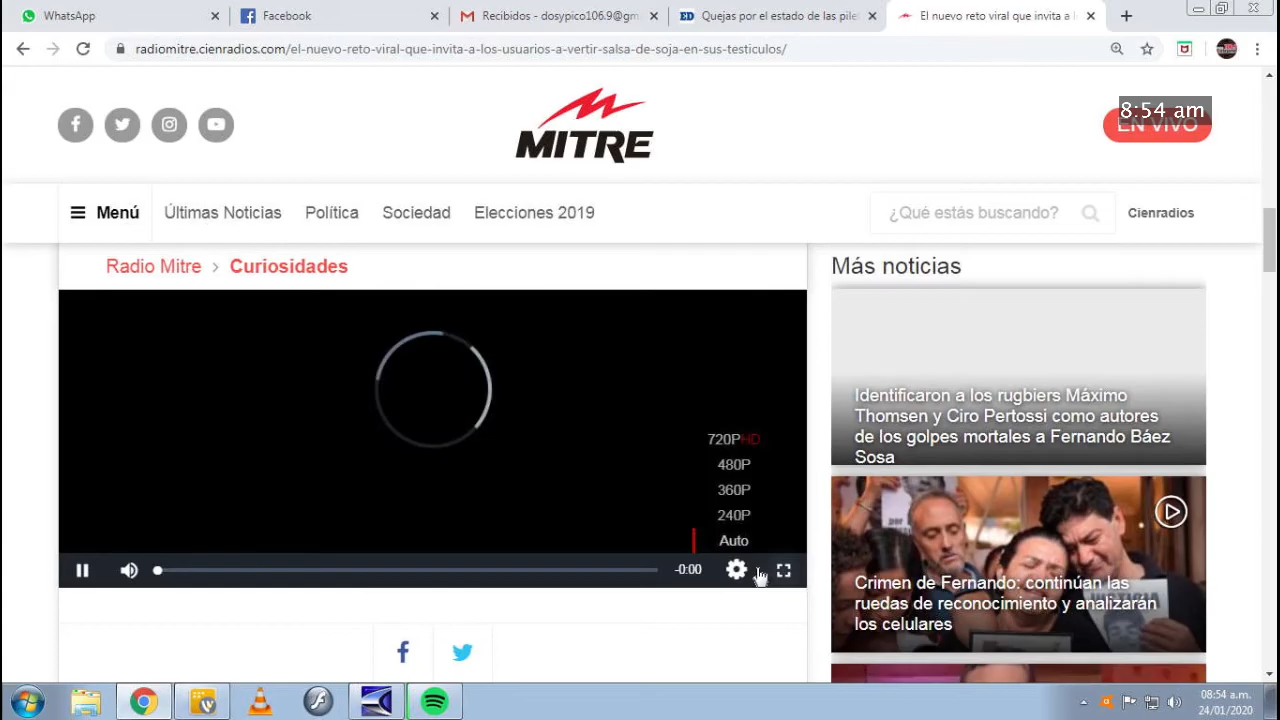 WhatsApp
Facebook
Recibidos - dosypico106.9@gm
Quejas por el estado de las pile
El nuevo reto viral que invita a l
radiomitre.cienradios.com/el-nuevo-reto-viral-que-invita-a-los-usuarios-a-vertir-salsa-de-soja-en-sus-testiculos/
MITRE
8:54 am
EN VIVO
Menú
Últimas Noticias
Política
Sociedad
Elecciones 2019
¿Qué estás buscando?
Cienradios
Radio Mitre › Curiosidades
Más noticias
720PHD
480P
360P
240P
Auto
-0:00
Identificaron a los rugbiers Máximo
Thomsen y Ciro Pertossi como autores
de los golpes mortales a Fernando Báez
Sosa
Crimen de Fernando: continúan las
ruedas de reconocimiento y analizarán
los celulares
08:54 a.m.
24/01/2020